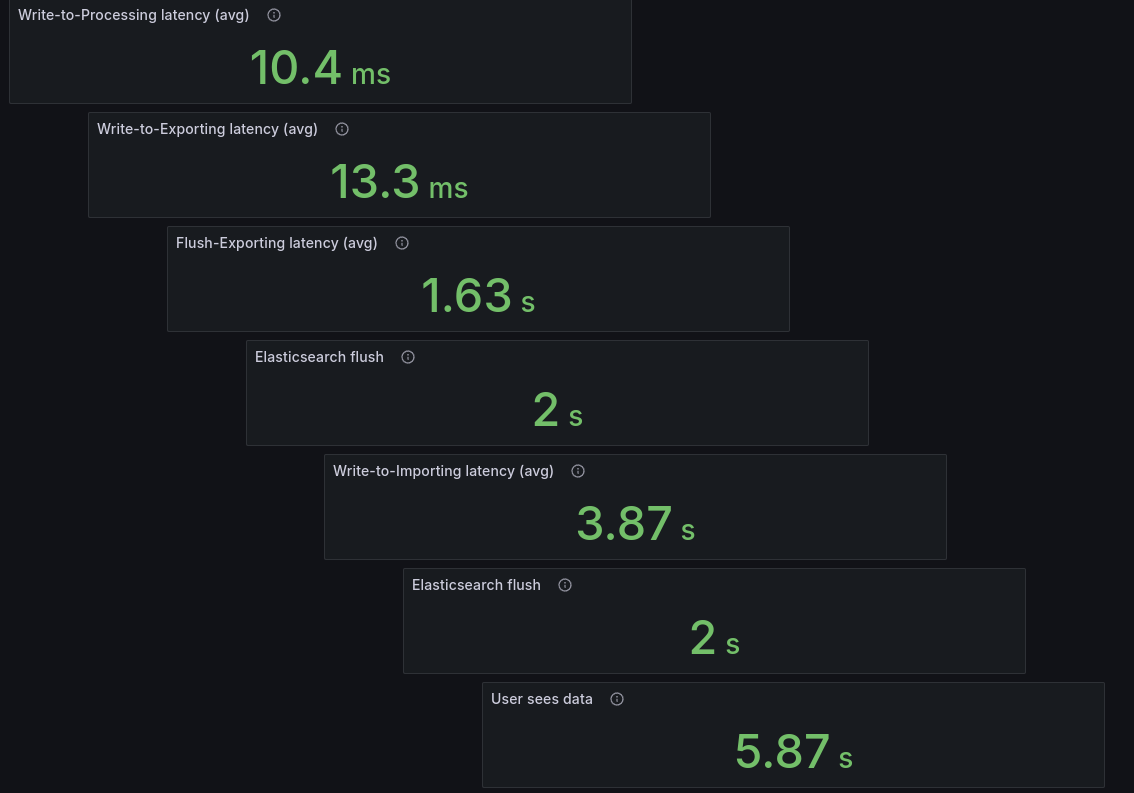 Write-to-Processing latency (avg)
10.4 ms
Write-to-Exporting latency (avg)
13.3 ms
Flush-Exporting latency (avg)
1.63 s
Elasticsearch flush
2 s
Write-to-Importing latency (avg)
3.87 s
Elasticsearch flush
2 s
User sees data
5.87 s